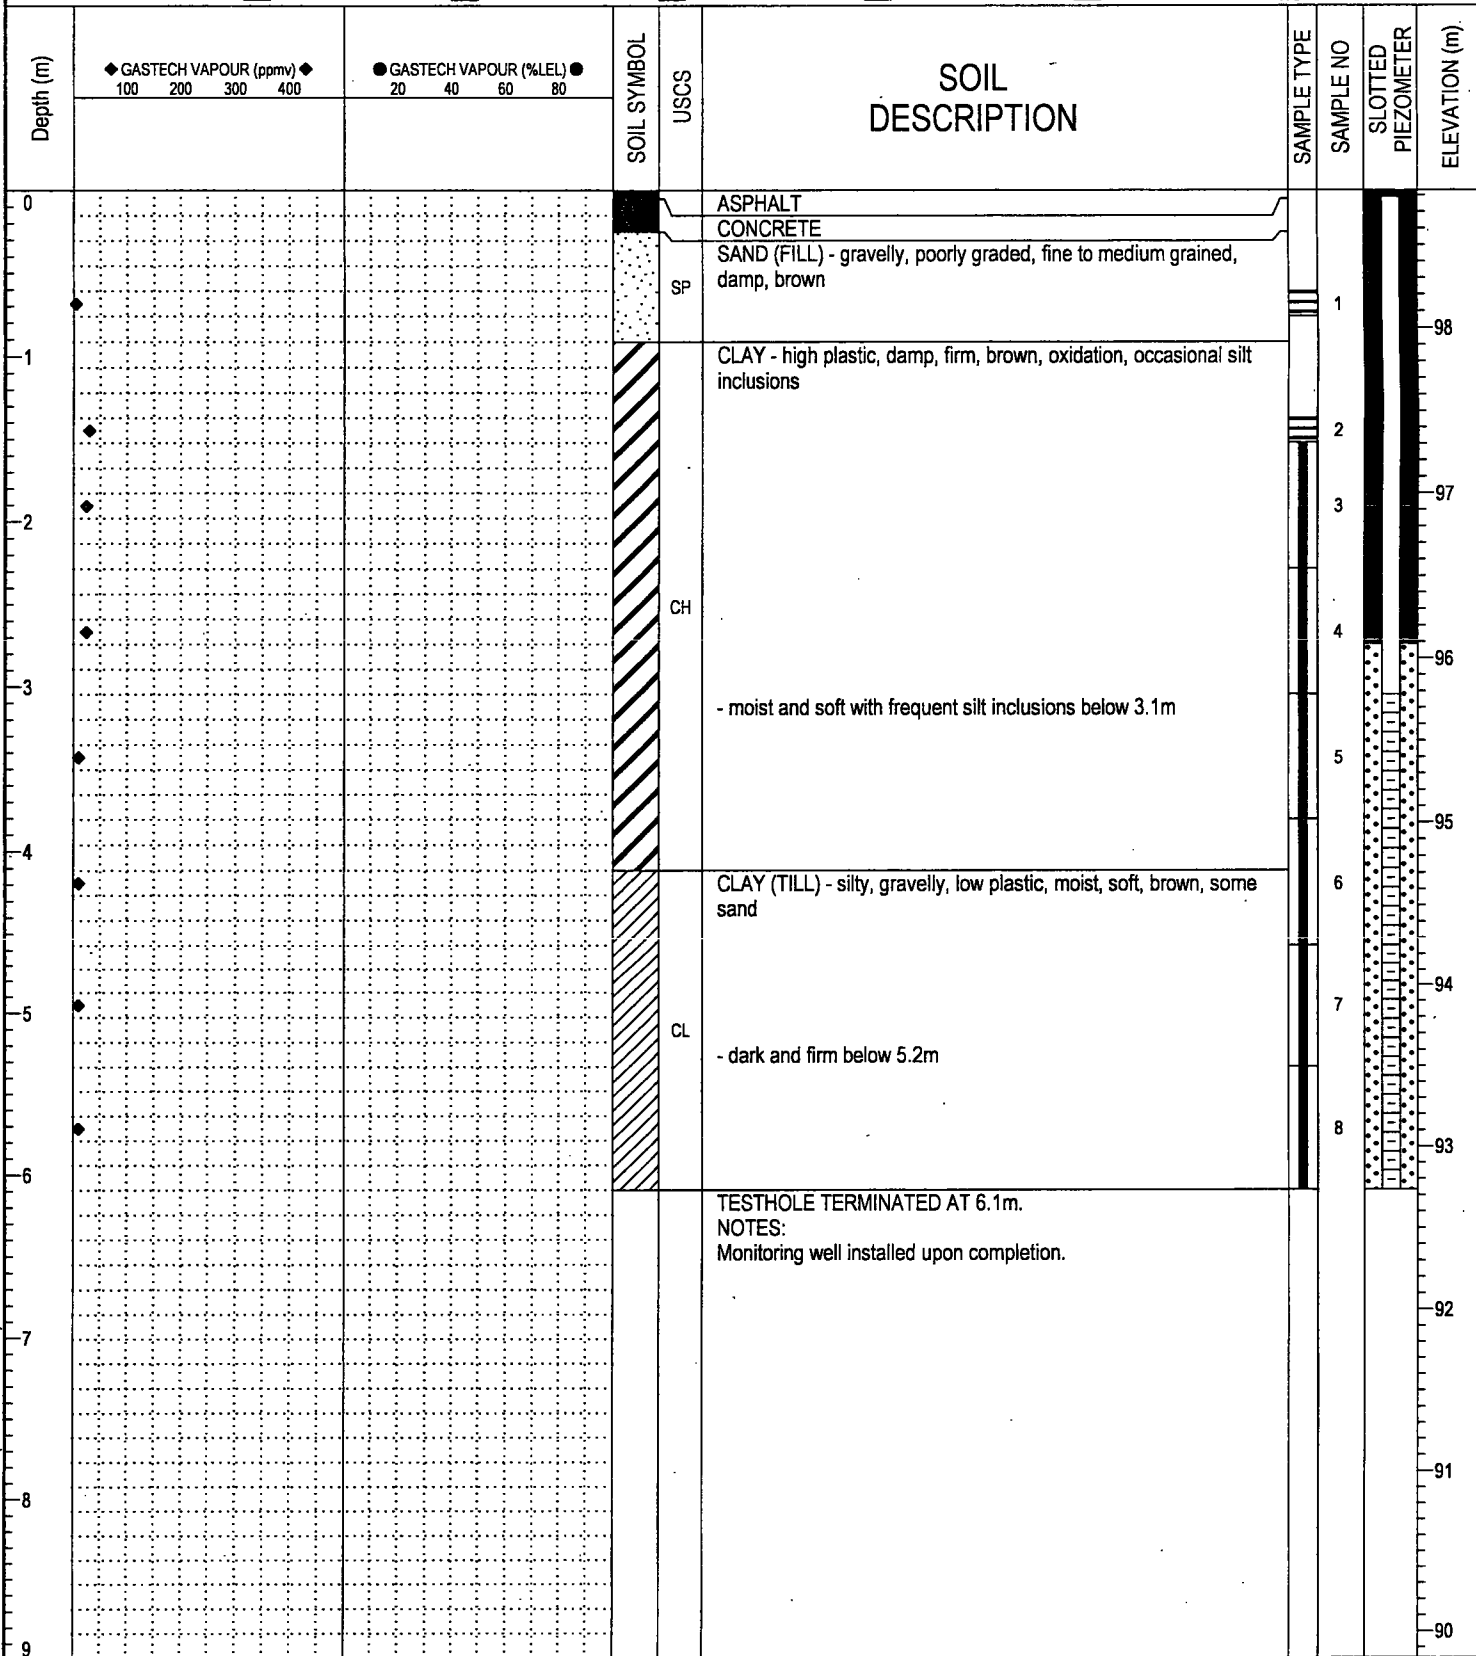 Depth (m)
◆ GASTECH VAPOUR (ppmv) ◆
100 200 300 400
● GASTECH VAPOUR (%LEL) ●
20 40 60 80
SOIL SYMBOL
USCS
SOIL
DESCRIPTION
SAMPLE TYPE
SAMPLE NO
SLOTTED
PIEZOMETER
ELEVATION (m)
0
ASPHALT
CONCRETE
SAND (FILL) - gravelly, poorly graded, fine to medium grained,
damp, brown
SP
1
98
1
CLAY - high plastic, damp, firm, brown, oxidation, occasional silt
inclusions
2
97
3
2
CH
4
96
3
- moist and soft with frequent silt inclusions below 3.1m
5
95
4
CLAY (TILL) - silty, gravelly, low plastic, moist, soft, brown, some
sand
6
94
7
5
CL
- dark and firm below 5.2m
8
93
6
TESTHOLE TERMINATED AT 6.1m.
NOTES:
Monitoring well installed upon completion.
92
7
91
8
90
9